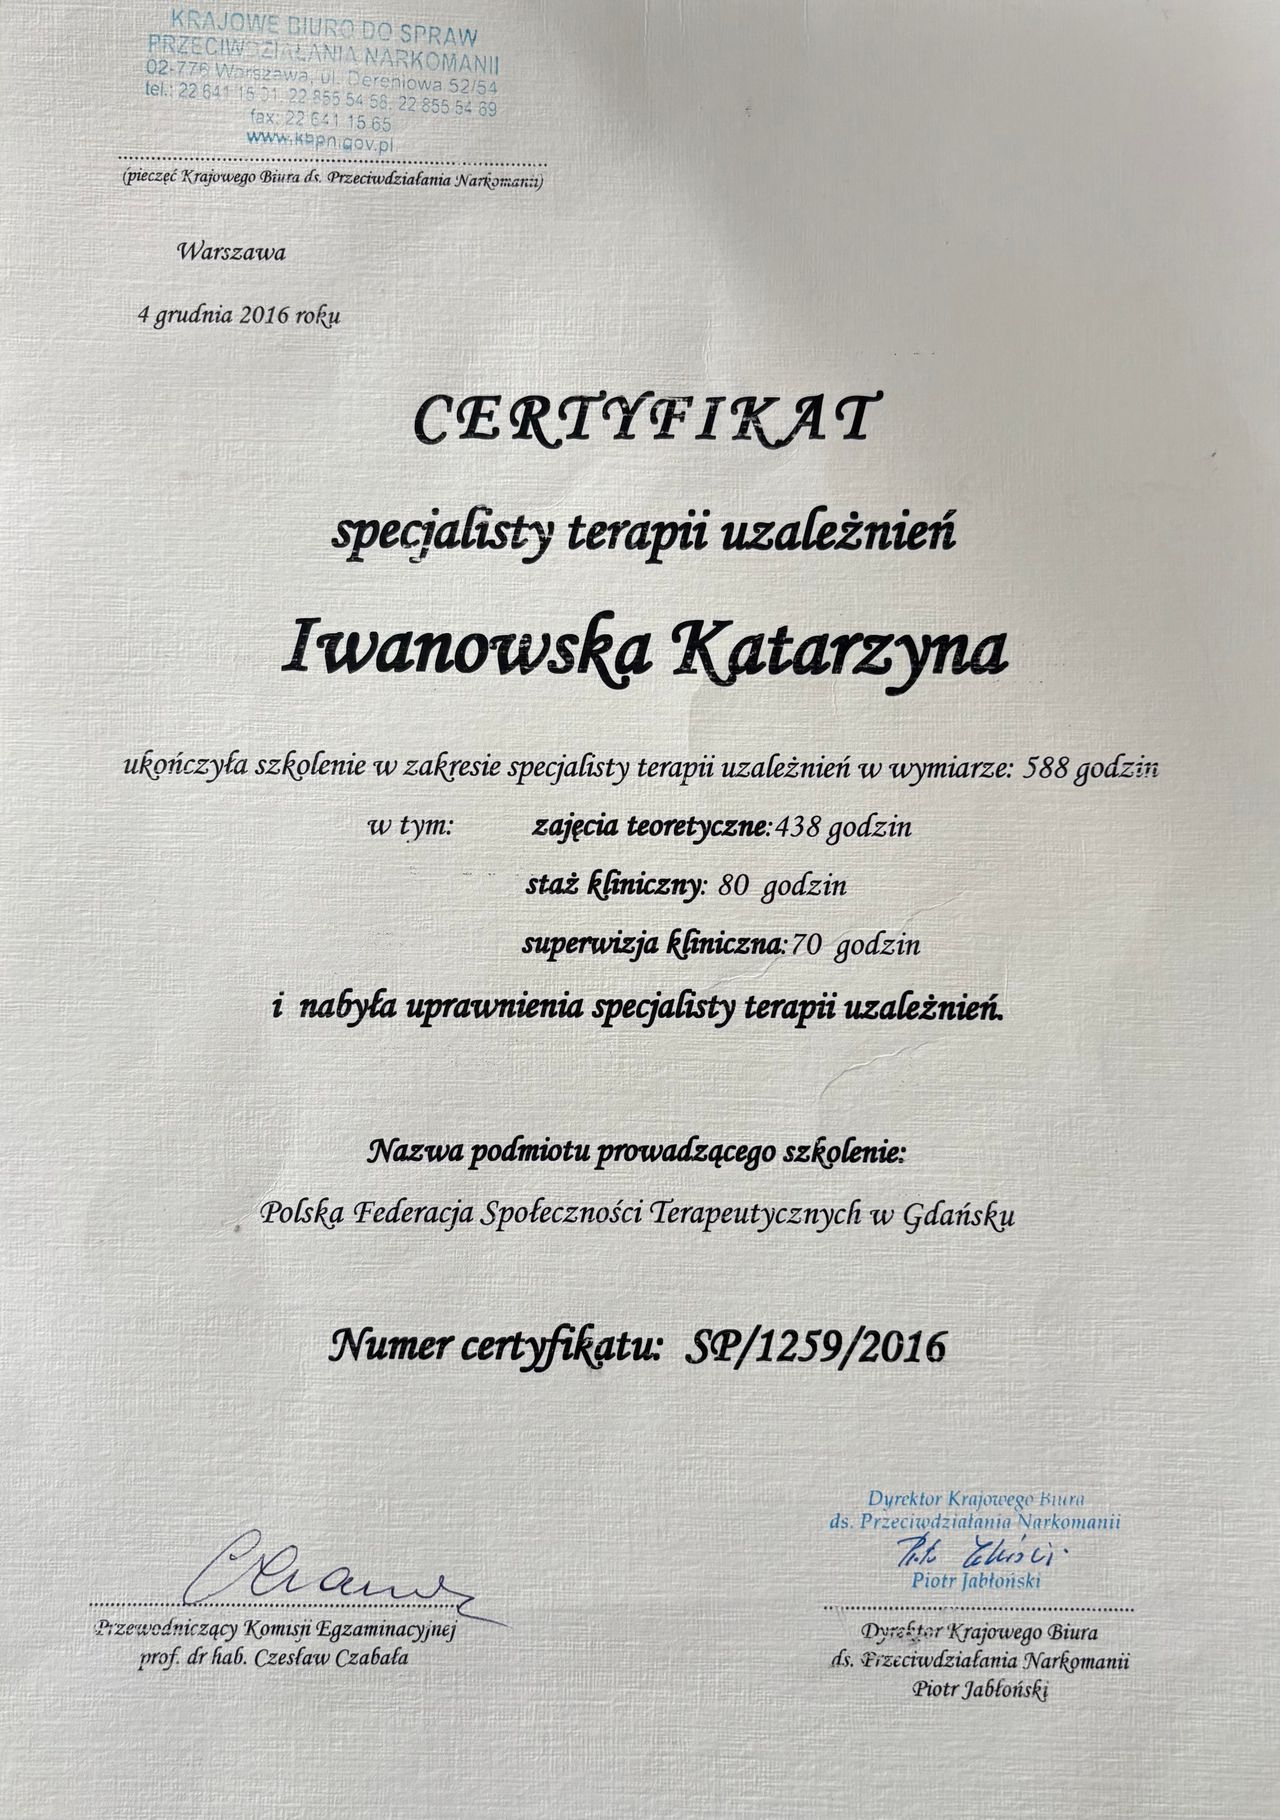 KRAJOWE BIURO DO SPRAW
PRZECIWDZIAŁANIA NARKOMANII
02-776 Warszawa, ul. Dereniowa 52/54
tel.: 22 641 15 01, 22 855 54 58, 22 855 54 69
fax: 22 641 15 65
www.kbpn.gov.pl
(pieczęć Krajowego Biura ds. Przeciwdziałania Narkomanii)
Warszawa
4 grudnia 2016 roku
CERTYFIKAT
specjalisty terapii uzależnień
Iwanowska Katarzyna
ukończyła szkolenie w zakresie specjalisty terapii uzależnień w wymiarze: 588 godzin
w tym: zajęcia teoretyczne:438 godzin
staż kliniczny: 80 godzin
superwizja kliniczna:70 godzin
i nabyła uprawnienia specjalisty terapii uzależnień.
Nazwa podmiotu prowadzącego szkolenie:
Polska Federacja Społeczności Terapeutycznych w Gdańsku
Numer certyfikatu: SP/1259/2016
Dyrektor Krajowego Biura
ds. Przeciwdziałania Narkomanii
Piotr Jabłoński
Przewodniczący Komisji Egzaminacyjnej
prof. dr hab. Czesław Czabała
Dyrektor Krajowego Biura
ds. Przeciwdziałania Narkomanii
Piotr Jabłoński